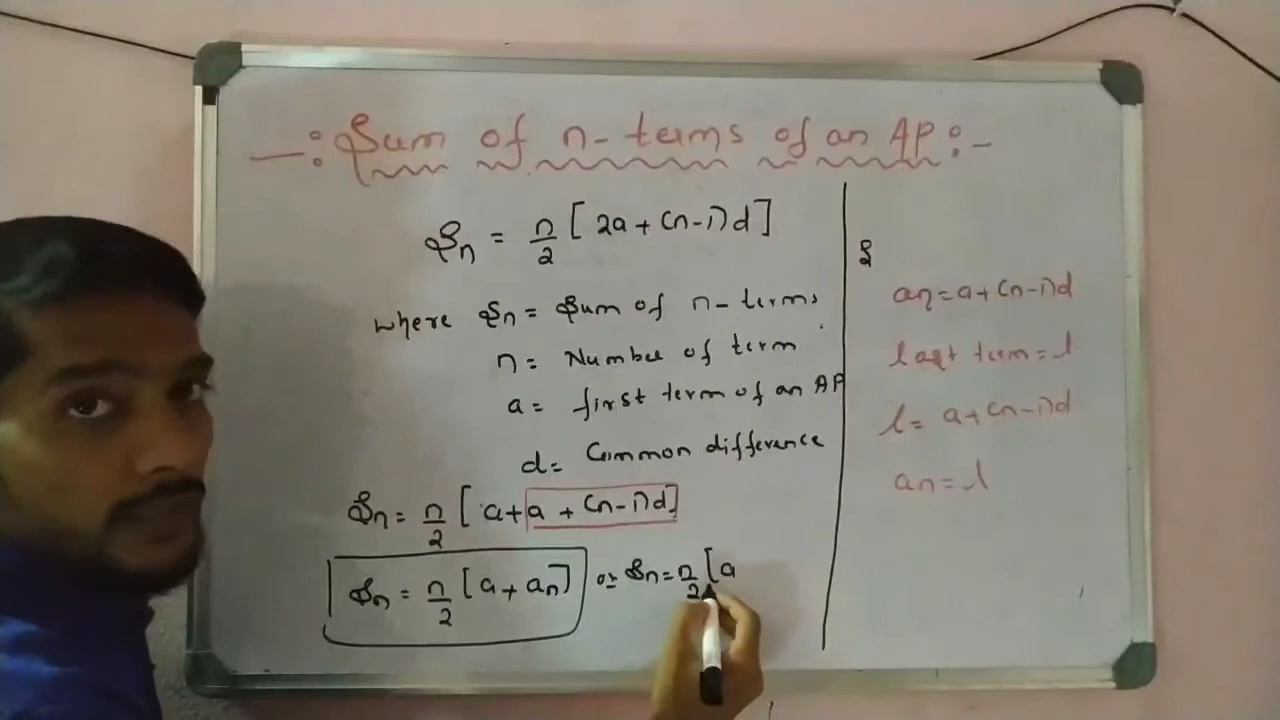 —: Sum of n-terms of an AP :-
Sn = n/2 [ 2a + (n-1)d ]
where Sn = Sum of n-terms
n = Number of term
a = first term of an AP
d = Common difference
Sn = n/2 [ a + a + (n-1)d ]
Sn = n/2 [ a + an ] or Sn = n/2 [ a
an = a + (n-1)d
last term = l
l = a + (n-1)d
an = l